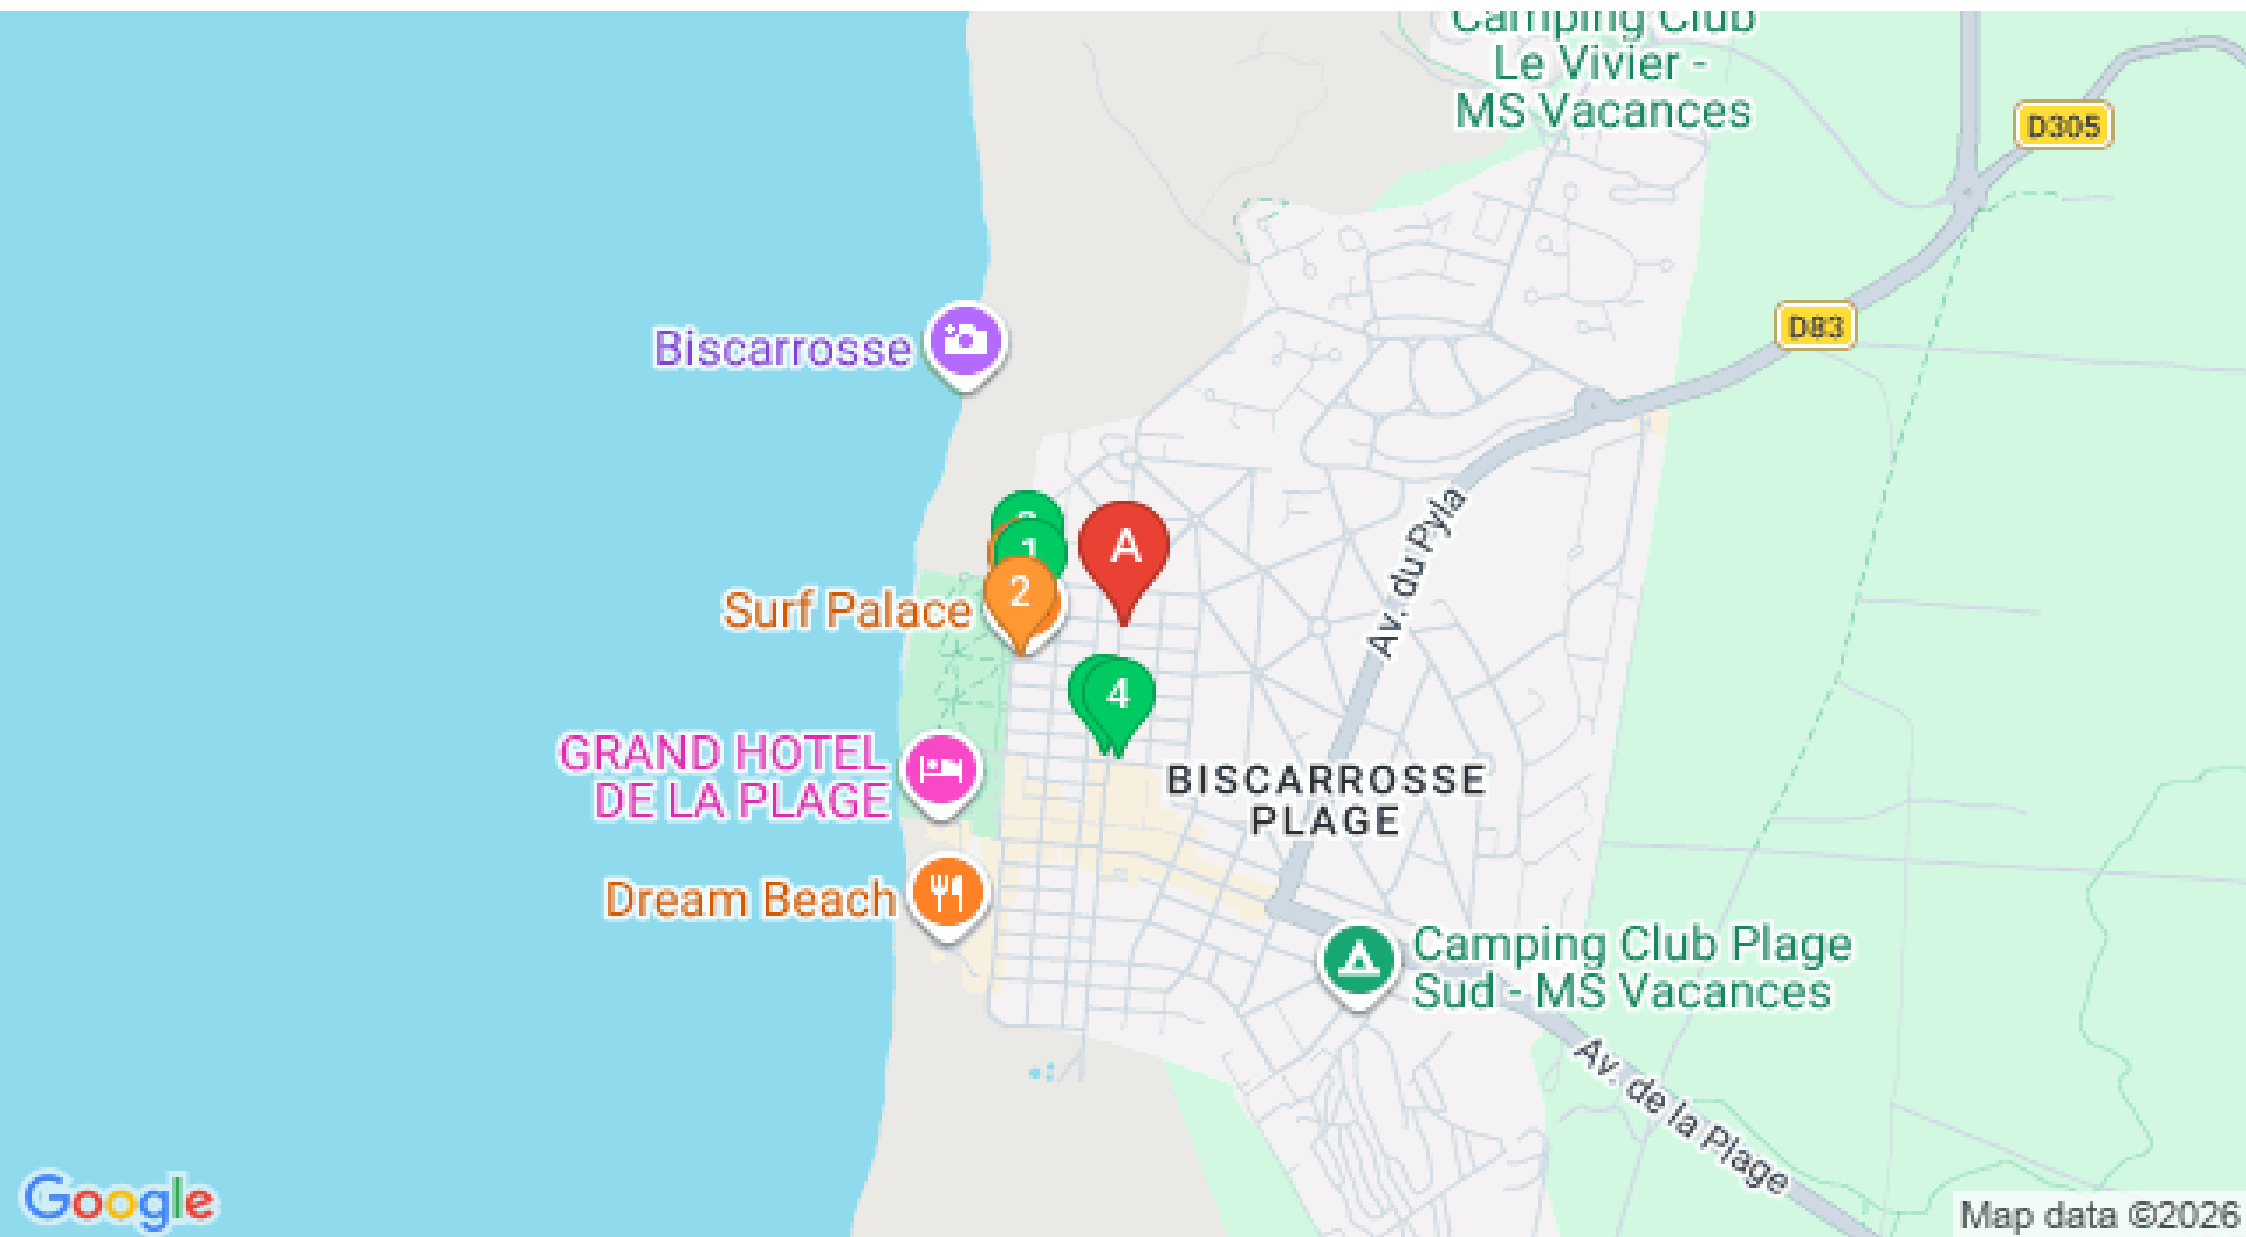 Camping Club
Le Vivier -
MS Vacances
D305
D83
Biscarrosse
Av. du Pyla
1
A
2
Surf Palace
4
GRAND HOTEL
DE LA PLAGE
BISCARROSSE
PLAGE
Dream Beach
Camping Club Plage
Sud - MS Vacances
Av. de la Plage
Google
Map data ©2026